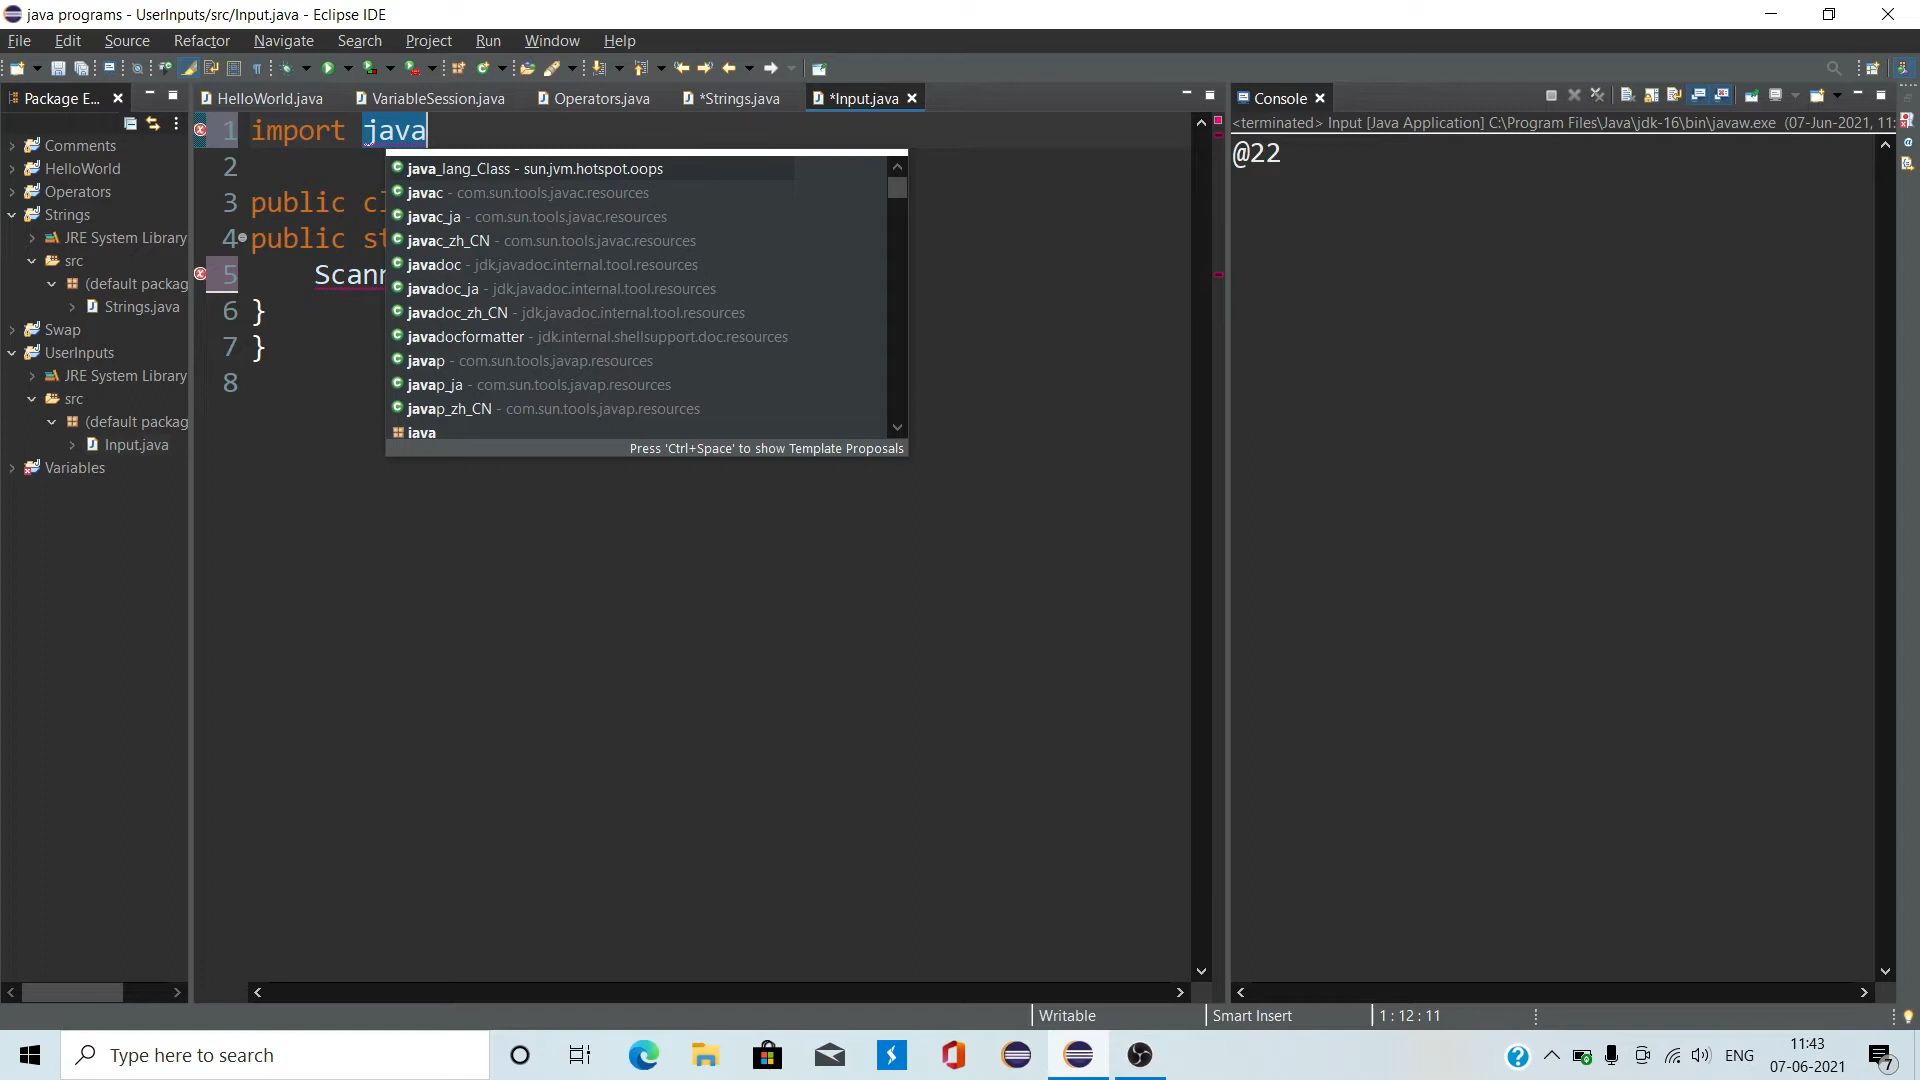 java programs - UserInputs/src/Input.java - Eclipse IDE
File Edit Source Refactor Navigate Search Project Run Window Help
Package E...
HelloWorld.java VariableSession.java Operators.java *Strings.java *Input.java
Console
<terminated> Input [Java Application] C:\Program Files\Java\jdk-16\bin\javaw.exe (07-Jun-2021, 11:
@22
Comments
HelloWorld
Operators
Strings
JRE System Library
src
(default packag
Strings.java
Swap
UserInputs
JRE System Library
src
(default packag
Input.java
Variables
1 import java
2
3 public cl
4 public st
5 Scann
6 }
7 }
8
java_lang_Class - sun.jvm.hotspot.oops
javac - com.sun.tools.javac.resources
javac_ja - com.sun.tools.javac.resources
javac_zh_CN - com.sun.tools.javac.resources
javadoc - jdk.javadoc.internal.tool.resources
javadoc_ja - jdk.javadoc.internal.tool.resources
javadoc_zh_CN - jdk.javadoc.internal.tool.resources
javadocformatter - jdk.internal.shellsupport.doc.resources
javap - com.sun.tools.javap.resources
javap_ja - com.sun.tools.javap.resources
javap_zh_CN - com.sun.tools.javap.resources
java
Press 'Ctrl+Space' to show Template Proposals
Writable Smart Insert 1 : 12 : 11
Type here to search
ENG
11:43
07-06-2021
7